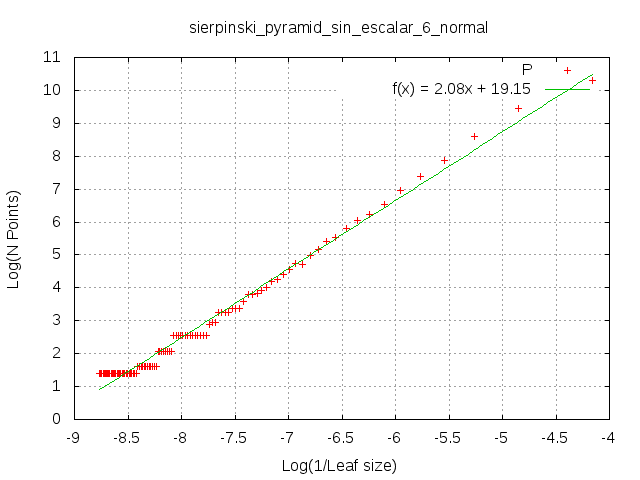 sierpinski_pyramid_sin_escalar_6_normal
11
10
9
8
7
6
5
4
3
2
1
0
Log(N Points)
P
f(x) = 2.08x + 19.15
-9 -8.5 -8 -7.5 -7 -6.5 -6 -5.5 -5 -4.5 -4
Log(1/Leaf size)